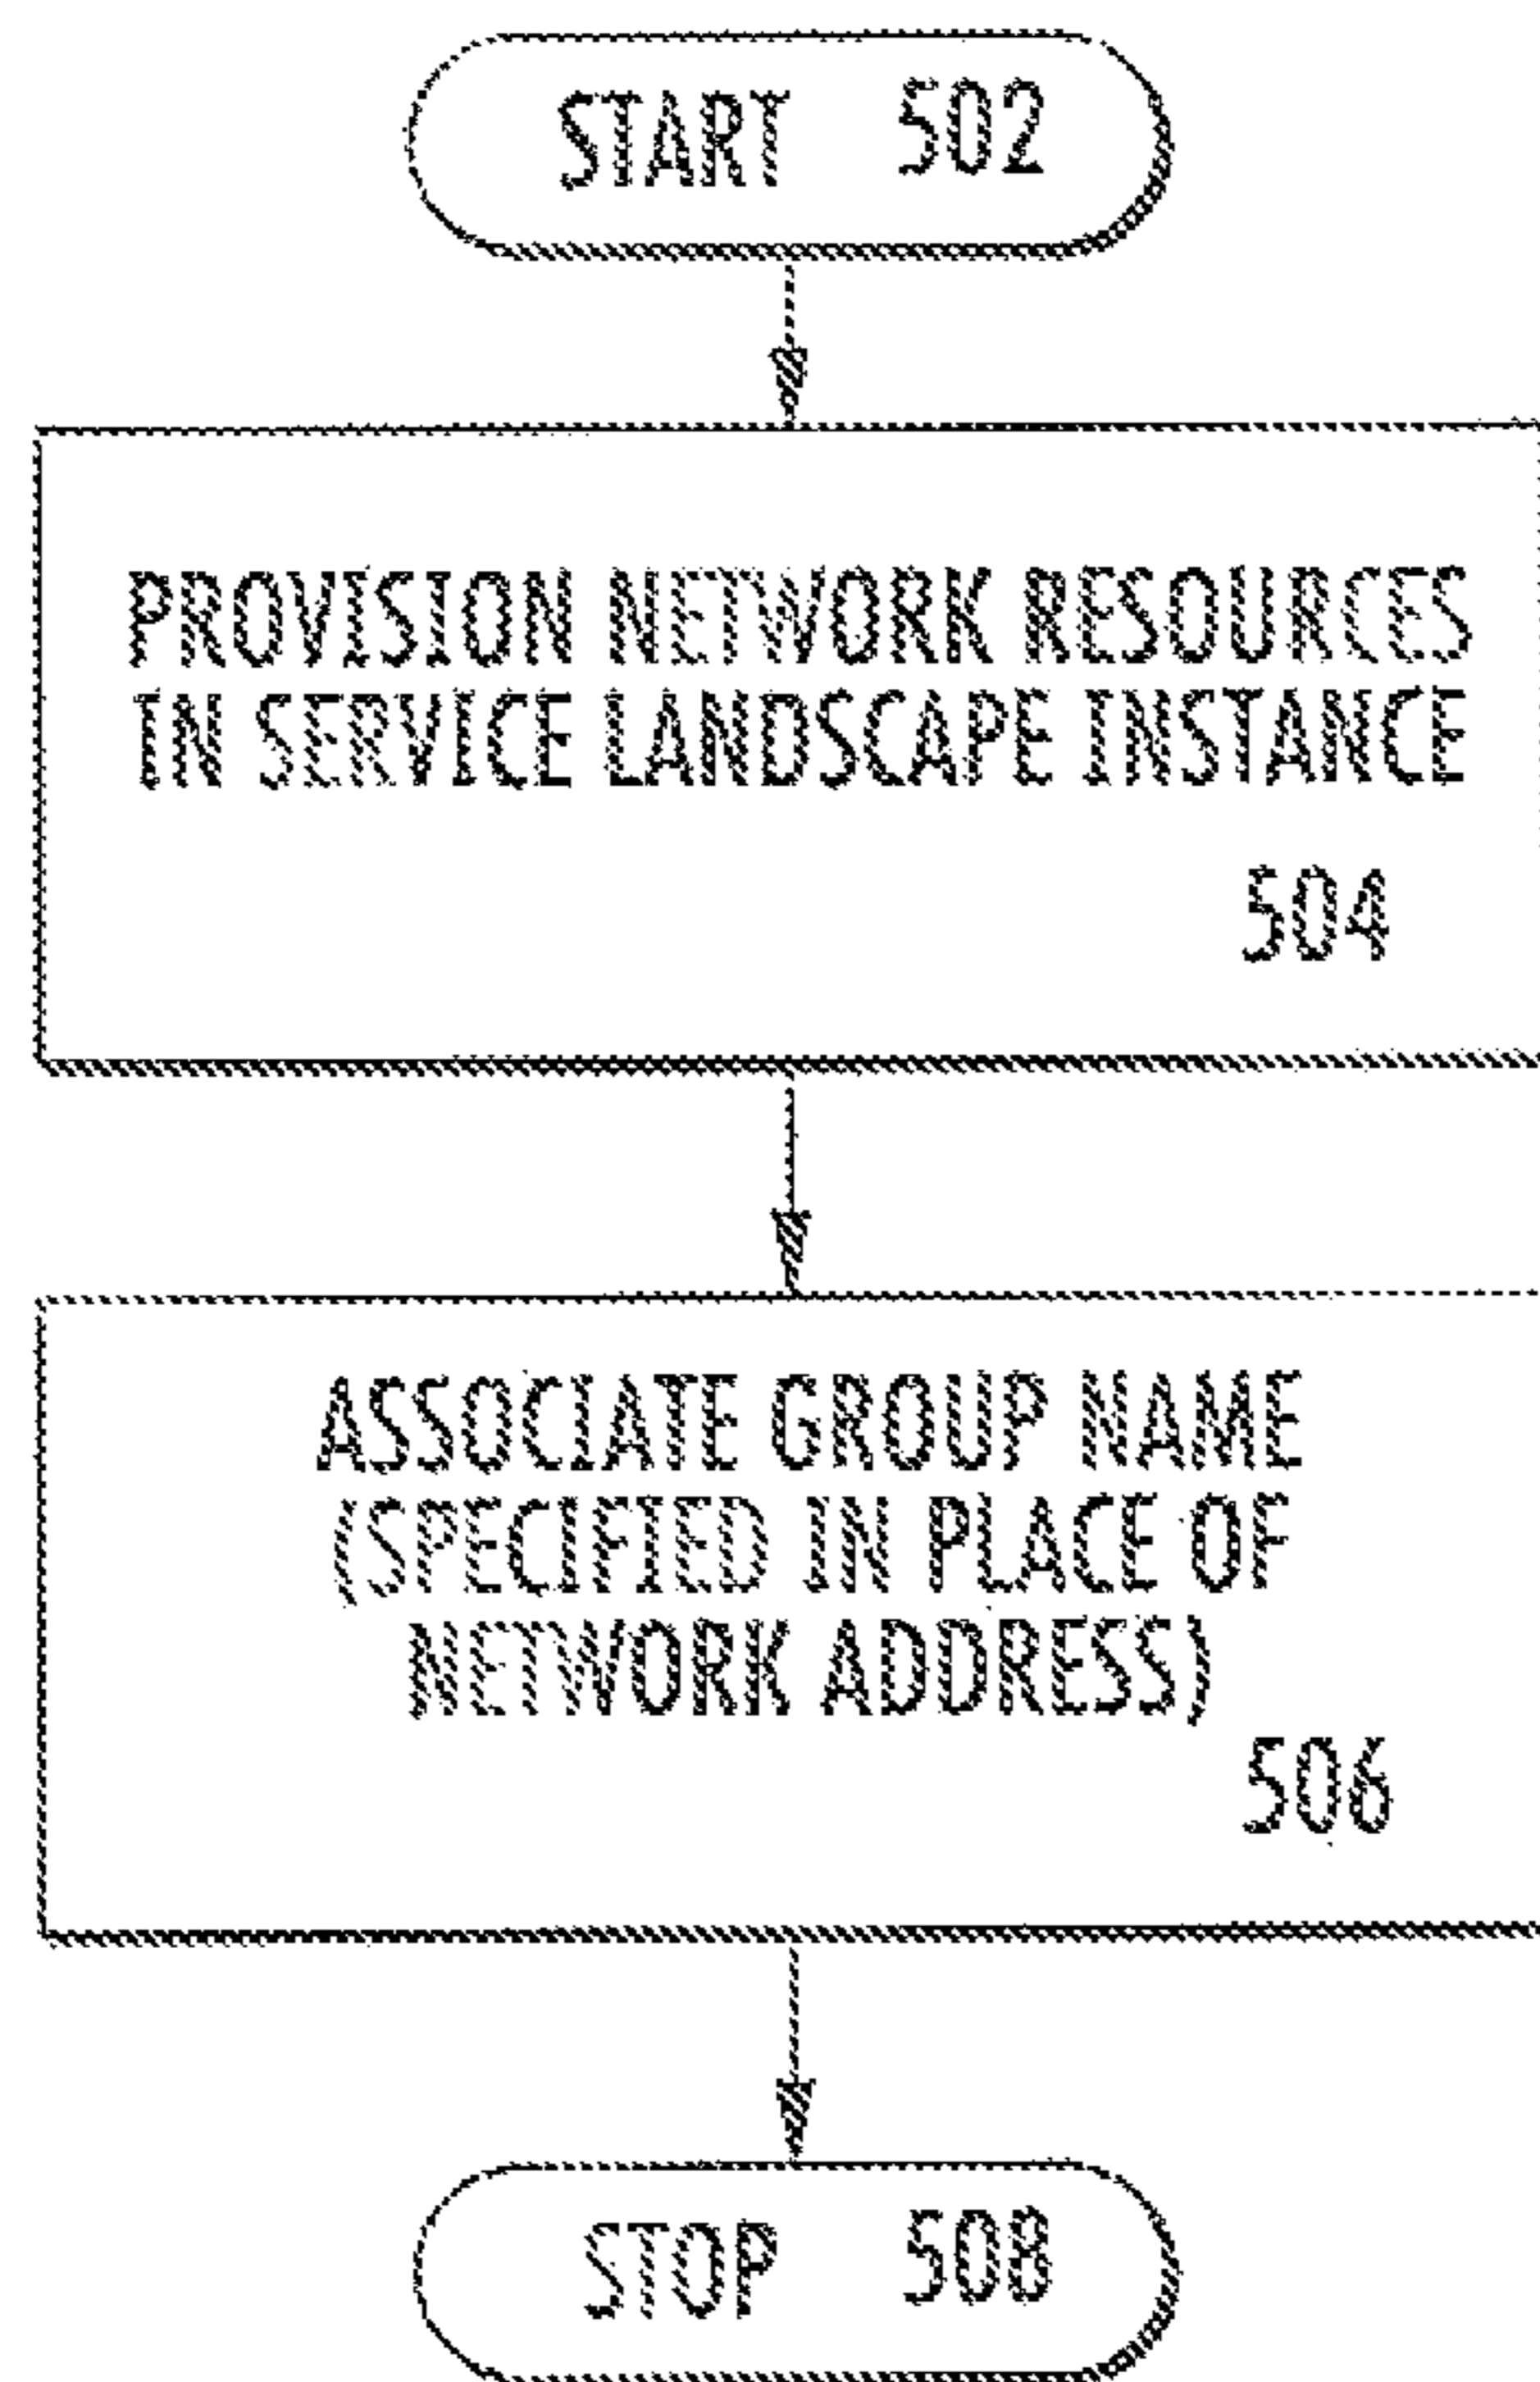 START 502
PROVISION NETWORK RESOURCES
IN SERVICE LANDSCAPE INSTANCE
504
ASSOCIATE GROUP NAME
(SPECIFIED IN PLACE OF
NETWORK ADDRESS)
506
STOP 508